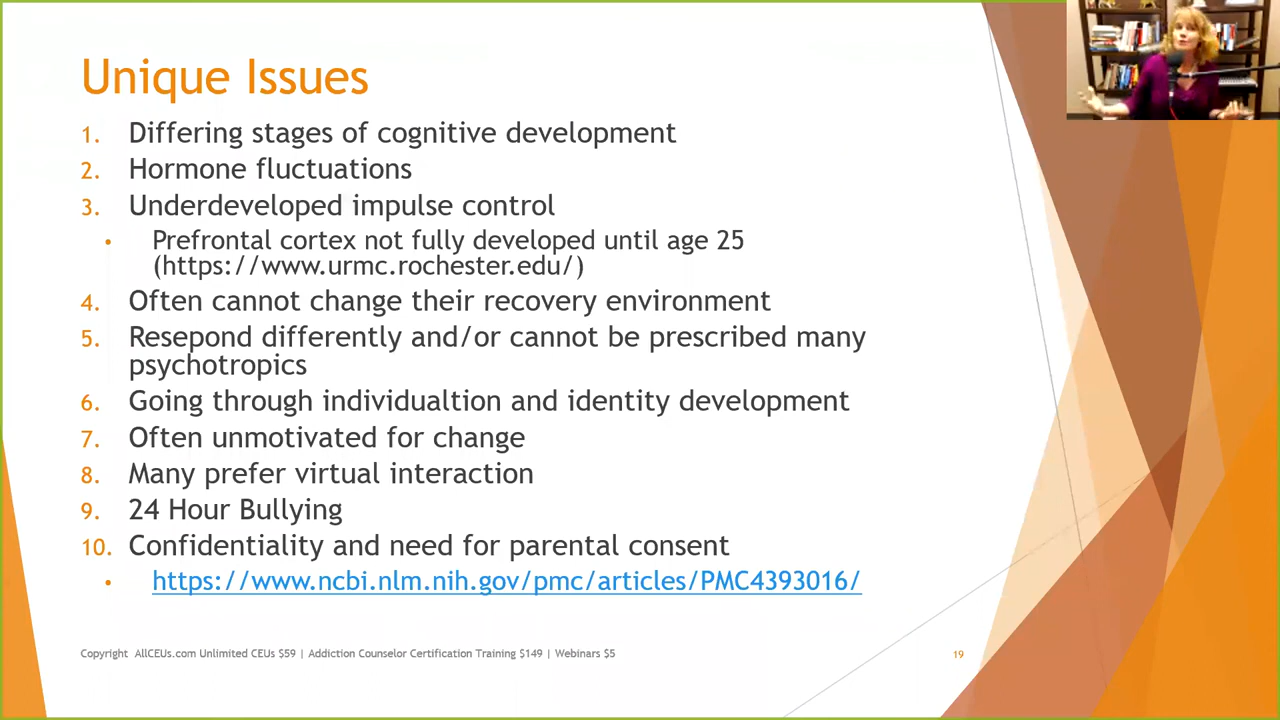 Unique Issues
1. Differing stages of cognitive development
2. Hormone fluctuations
3. Underdeveloped impulse control
• Prefrontal cortex not fully developed until age 25
(https://www.urmc.rochester.edu/)
4. Often cannot change their recovery environment
5. Resepond differently and/or cannot be prescribed many
psychotropics
6. Going through individualtion and identity development
7. Often unmotivated for change
8. Many prefer virtual interaction
9. 24 Hour Bullying
10. Confidentiality and need for parental consent
• https://www.ncbi.nlm.nih.gov/pmc/articles/PMC4393016/
Copyright AllCEUs.com Unlimited CEUs $59 | Addiction Counselor Certification Training $149 | Webinars $5
19